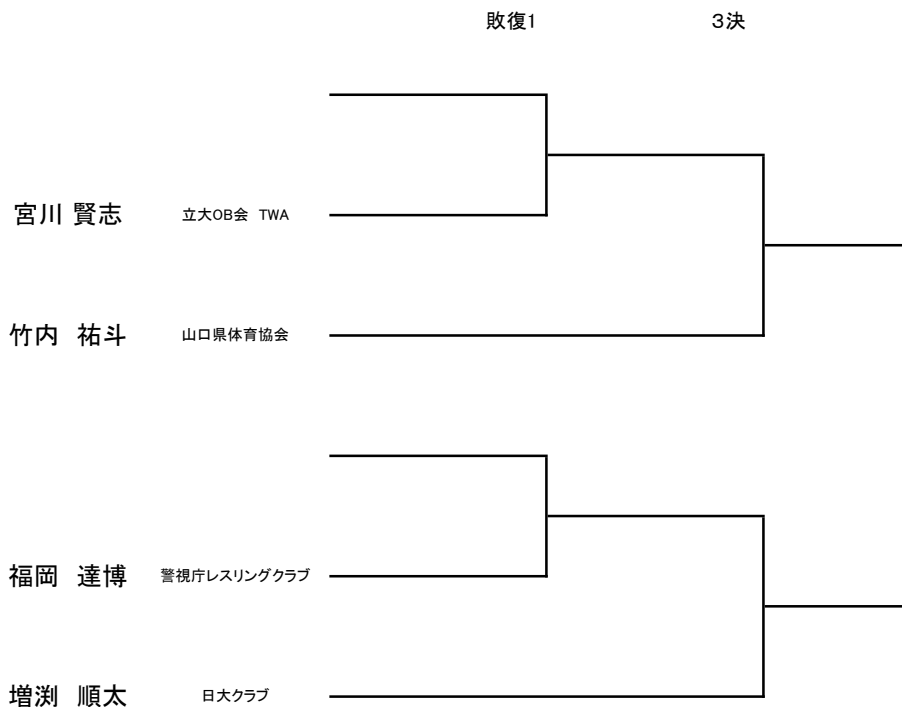 敗復1 3決
宮川 賢志 立大OB会 TWA
竹内 祐斗 山口県体育協会
福岡 達博 警視庁レスリングクラブ
増渕 順太 日大クラブ